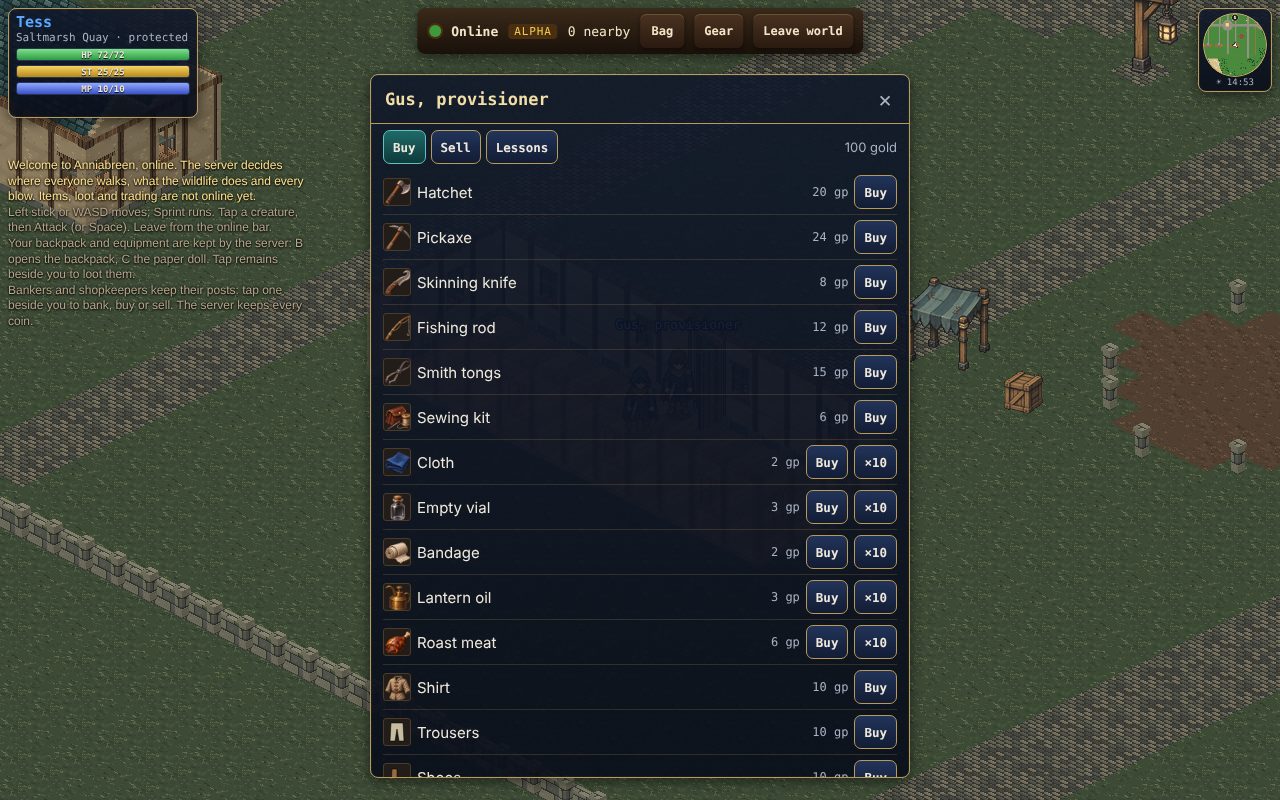 Tess
Saltmarsh Quay · protected
HP 72/72
ST 25/25
MP 10/10
Online ALPHA 0 nearby Bag Gear Leave world
14:53
Welcome to Anniabreen, online. The server decides
where everyone walks, what the wildlife does and every
blow. Items, loot and trading are not online yet.
Left stick or WASD moves; Sprint runs. Tap a creature,
then Attack (or Space). Leave from the online bar.
Your backpack and equipment are kept by the server: B
opens the backpack, C the paper doll. Tap remains
beside you to loot them.
Bankers and shopkeepers keep their posts: tap one
beside you to bank, buy or sell. The server keeps every
coin.
Gus, provisioner ×
Buy Sell Lessons 100 gold
Hatchet 20 gp Buy
Pickaxe 24 gp Buy
Skinning knife 8 gp Buy
Gus, provisioner
Fishing rod 12 gp Buy
Smith tongs 15 gp Buy
Sewing kit 6 gp Buy
Cloth 2 gp Buy ×10
Empty vial 3 gp Buy ×10
Bandage 2 gp Buy ×10
Lantern oil 3 gp Buy ×10
Roast meat 6 gp Buy ×10
Shirt 10 gp Buy
Trousers 10 gp Buy
Shoes 10 gp Buy